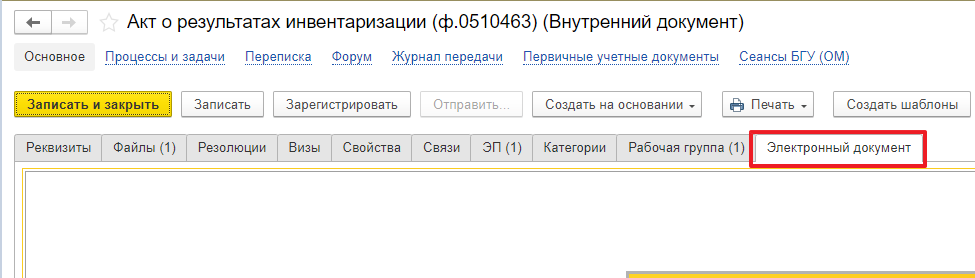 Акт о результатах инвентаризации (ф.0510463) (Внутренний документ)
Основное Процессы и задачи Переписка Форум Журнал передачи Первичные учетные документы Сеансы БГУ (ОМ)
Записать и закрыть Записать Зарегистрировать Отправить... Создать на основании Печать Создать шаблоны
Реквизиты Файлы (1) Резолюции Визы Свойства Связи ЭП (1) Категории Рабочая группа (1) Электронный документ